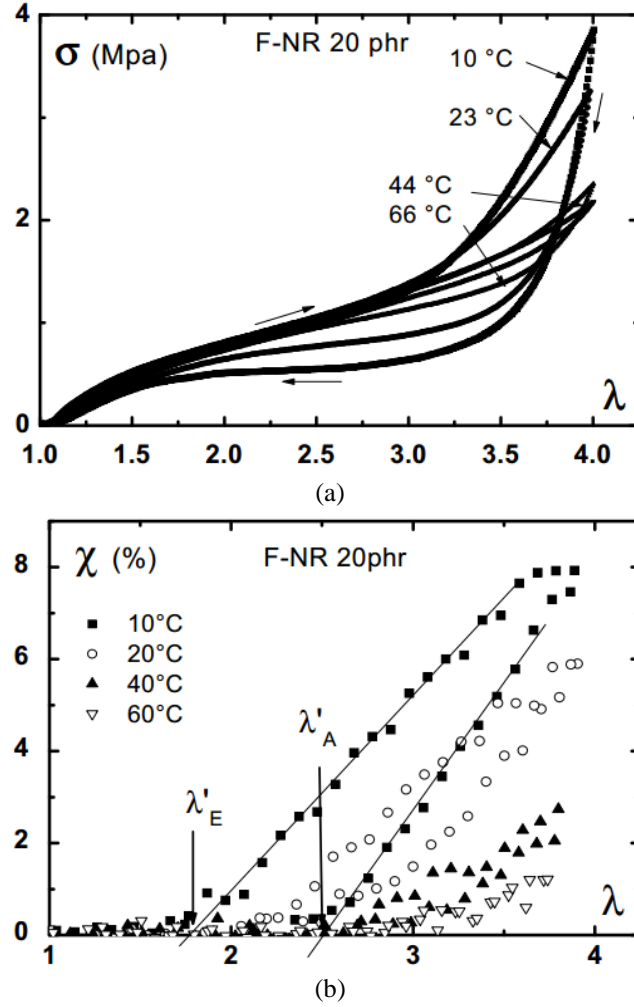 σ (Mpa)
F-NR 20 phr
10 °C
23 °C
44 °C
66 °C
λ
4
2
0
1.0 1.5 2.0 2.5 3.0 3.5 4.0
(a)
χ (%)
F-NR 20phr
10°C
20°C
40°C
60°C
λ'A
λ'E
λ
8
6
4
2
0
1 2 3 4
(b)